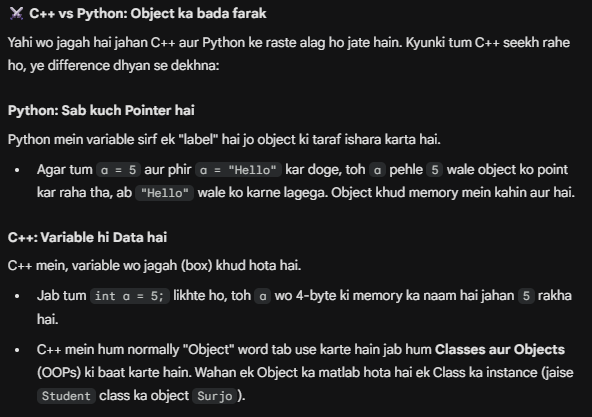 ⚔️ C++ vs Python: Object ka bada farak
Yahi wo jagah hai jahan C++ aur Python ke raste alag ho jate hain. Kyunki tum C++ seekh rahe
ho, ye difference dhyan se dekhna:
Python: Sab kuch Pointer hai
Python mein variable sirf ek "label" hai jo object ki taraf ishara karta hai.
• Agar tum a = 5 aur phir a = "Hello" kar doge, toh a pehle 5 wale object ko point
kar raha tha, ab "Hello" wale ko karne lagega. Object khud memory mein kahin aur hai.
C++: Variable hi Data hai
C++ mein, variable wo jagah (box) khud hota hai.
• Jab tum int a = 5; likhte ho, toh a wo 4-byte ki memory ka naam hai jahan 5 rakha
hai.
• C++ mein hum normally "Object" word tab use karte hain jab hum Classes aur Objects
(OOPs) ki baat karte hain. Wahan ek Object ka matlab hota hai ek Class ka instance (jaise
Student class ka object Surjo ).